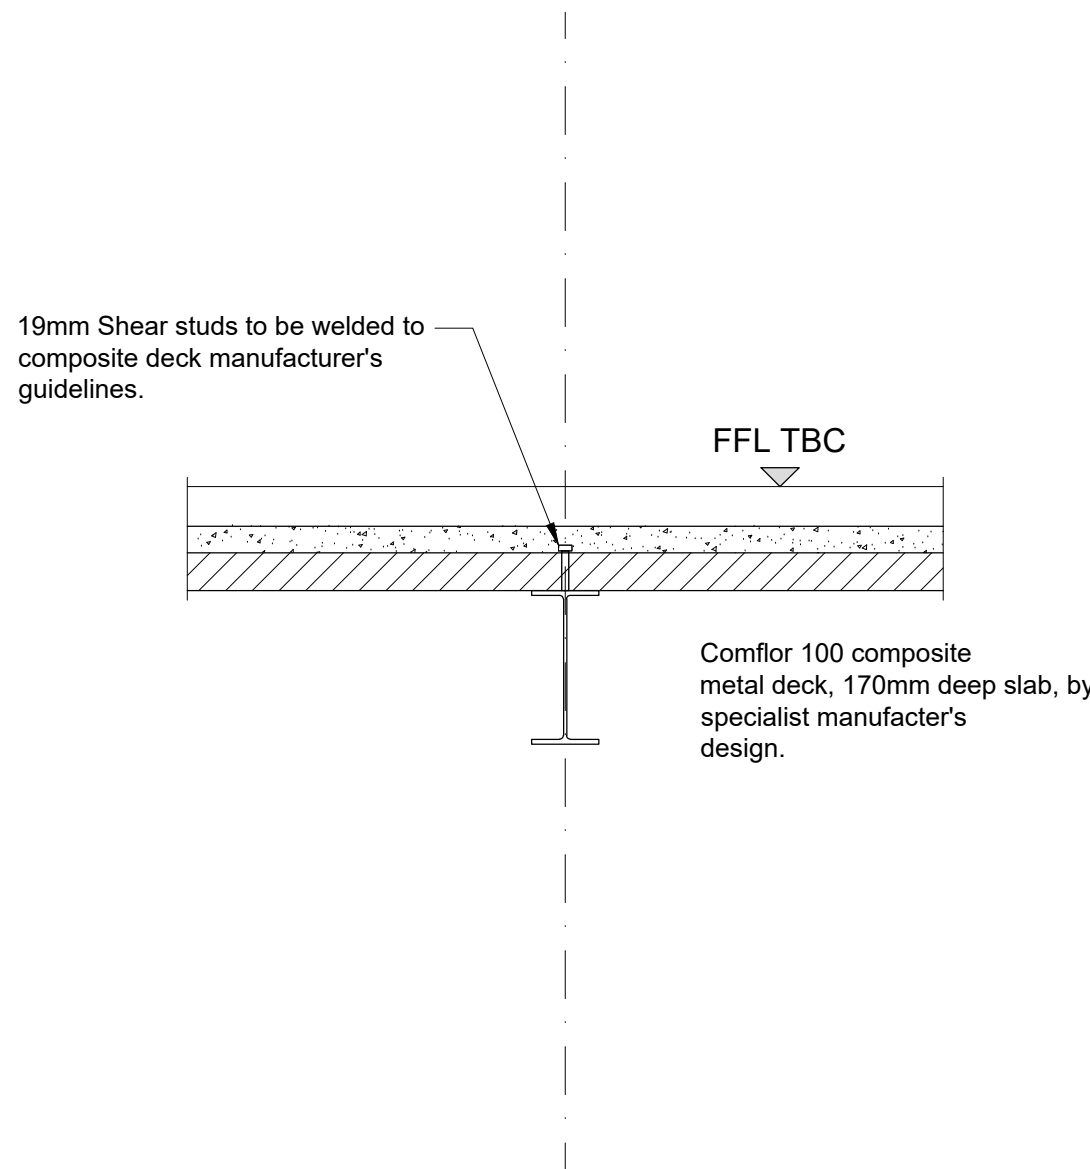 19mm Shear studs to be welded to
composite deck manufacturer's
guidelines.
FFL TBC
Comflor 100 composite
metal deck, 170mm deep slab, by
specialist manufacter's
design.